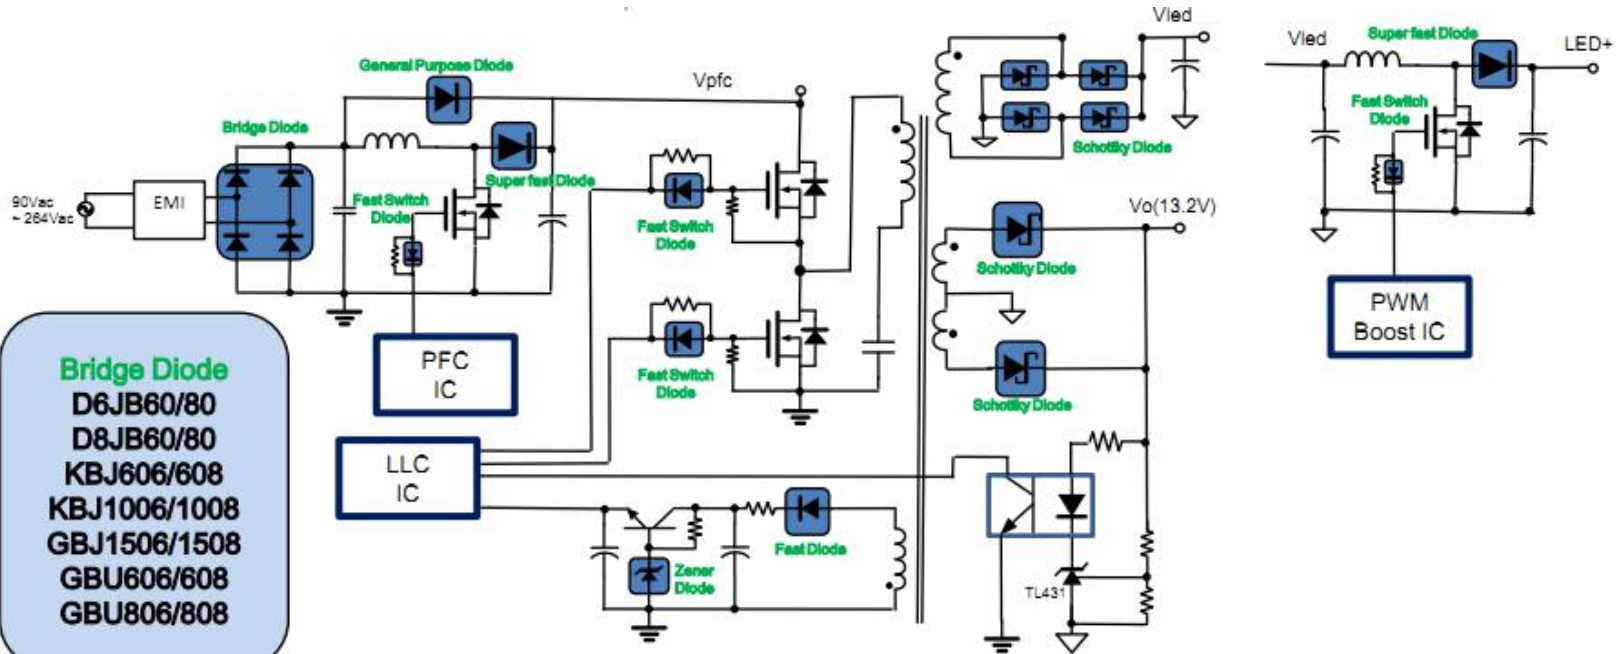 Vled
General Purpose Diode
Vpfc
Bridge Diode
Super fast Diode
Fast Switch
Diode
90Vac
~ 264Vac
EMI
PFC
IC
Fast Switch
Diode
Fast Switch
Diode
LLC
IC
Schottky Diode
Vo(13.2V)
Schottky Diode
Schottky Diode
Fast Diode
Zener
Diode
TL431
Vled
Super fast Diode
LED+
Fast Switch
Diode
PWM
Boost IC
Bridge Diode
D6JB60/80
D8JB60/80
KBJ606/608
KBJ1006/1008
GBJ1506/1508
GBU606/608
GBU806/808